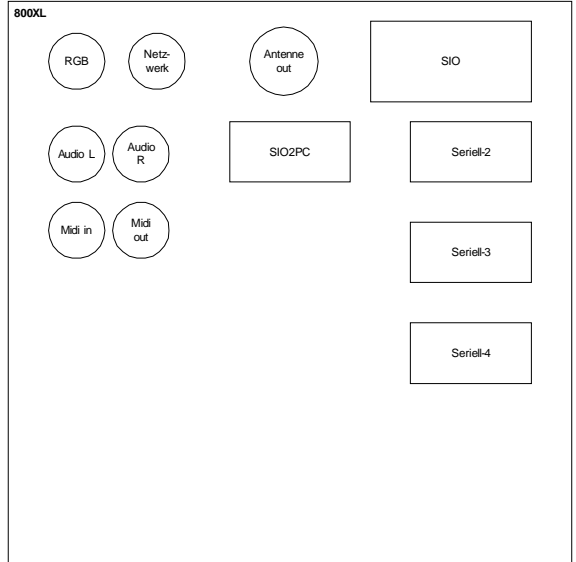 800XL
RGB
Netz-
werk
Antenne
out
SIO
Audio L
Audio
R
SIO2PC
Seriell-2
Midi in
Midi
out
Seriell-3
Seriell-4